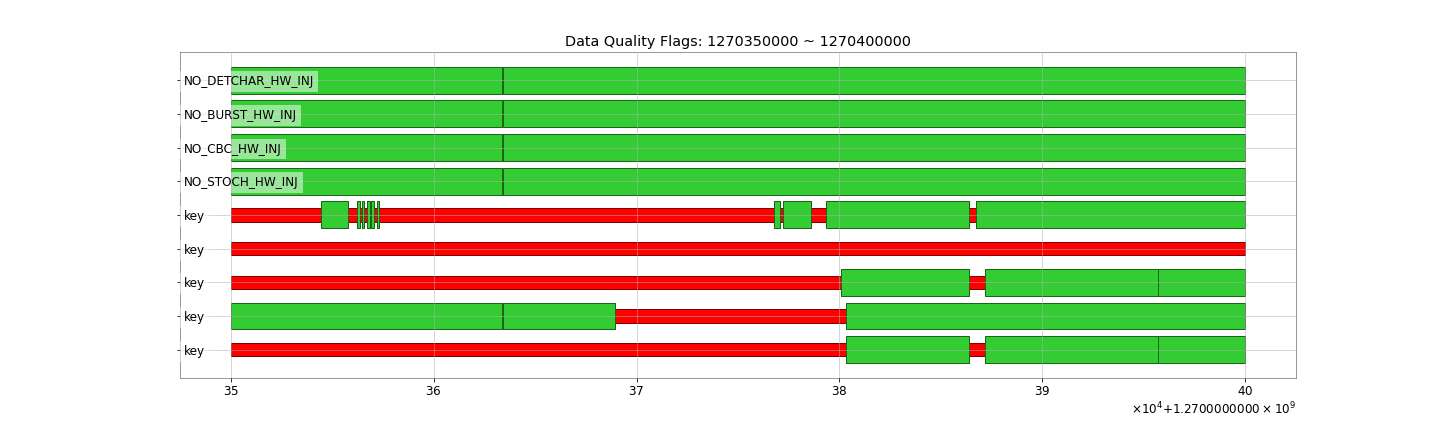 Data Quality Flags: 1270350000 ~ 1270400000
NO_DETCHAR_HW_INJ
NO_BURST_HW_INJ
NO_CBC_HW_INJ
NO_STOCH_HW_INJ
key
key
key
key
key
35 36 37 38 39 40
×10⁴+1.2700000000 × 10⁹